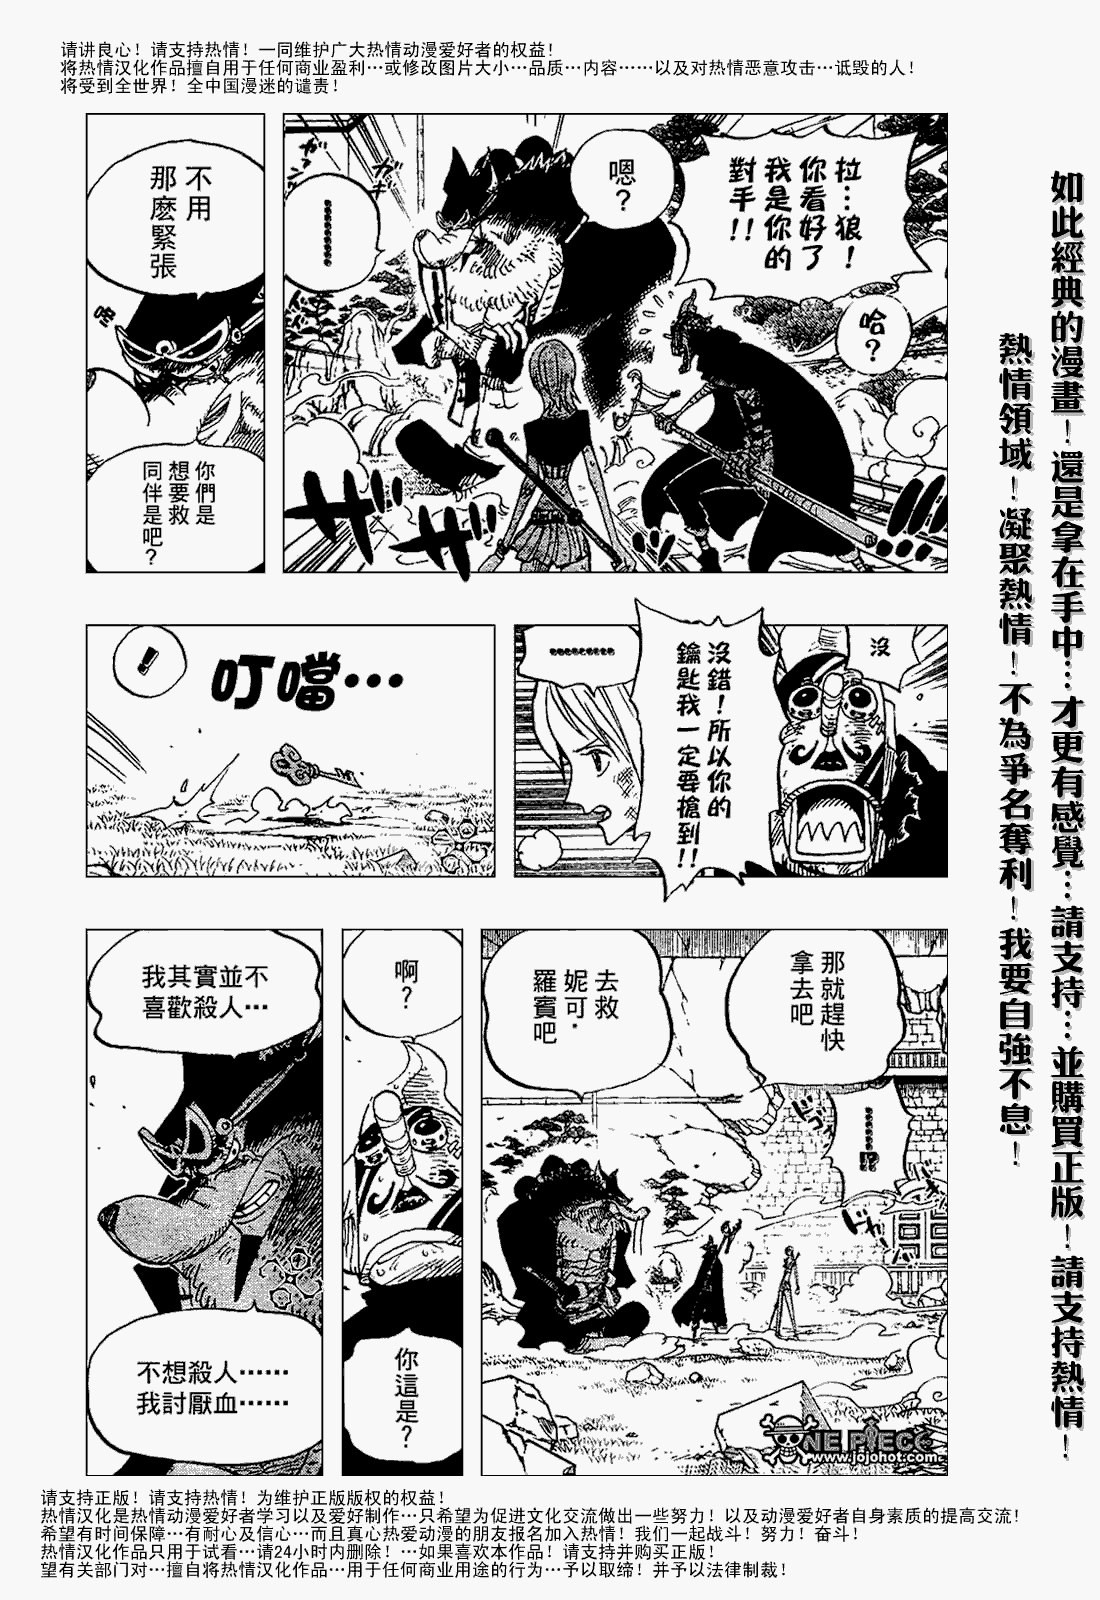 请讲良心！请支持热情！一同维护广大热情动漫爱好者的权益！
将热情汉化作品擅自用于任何商业盈利…或修改图片大小…品质…内容……以及对热情恶意攻击…诋毁的人！
将受到全世界！全中国漫迷的谴责！
拉…狼！
你看好了
我是你的
對手！！
嗯？
哈？
………
不用
那麽緊張
咚
你們是
想要救
同伴是吧？
沒
沒錯！所以你的
鑰匙我一定要搶到！！
………
叮噹…
！
那就趕快
拿去吧
去救
妮可·
羅賓吧
……!?
啊？
你這是？
我其實並不
喜歡殺人…
不想殺人……
我討厭血……
ONE PIECE
www.jojohot.com
如此經典的漫畫！還是拿在手中…才更有感覺…請支持…並購買正版！請支持熱情！
熱情領域！凝聚熱情！不為爭名奪利！我要自強不息！
请支持正版！请支持热情！为维护正版版权的权益！
热情汉化是热情动漫爱好者学习以及爱好制作…只希望为促进文化交流做出一些努力！以及动漫爱好者自身素质的提高交流！
希望有时间保障…有耐心及信心…而且真心热爱动漫的朋友报名加入热情！我们一起战斗！努力！奋斗！
热情汉化作品只用于试看…请24小时内删除！…如果喜欢本作品！请支持并购买正版！
望有关部门对…擅自将热情汉化作品…用于任何商业用途的行为…予以取缔！并予以法律制裁！